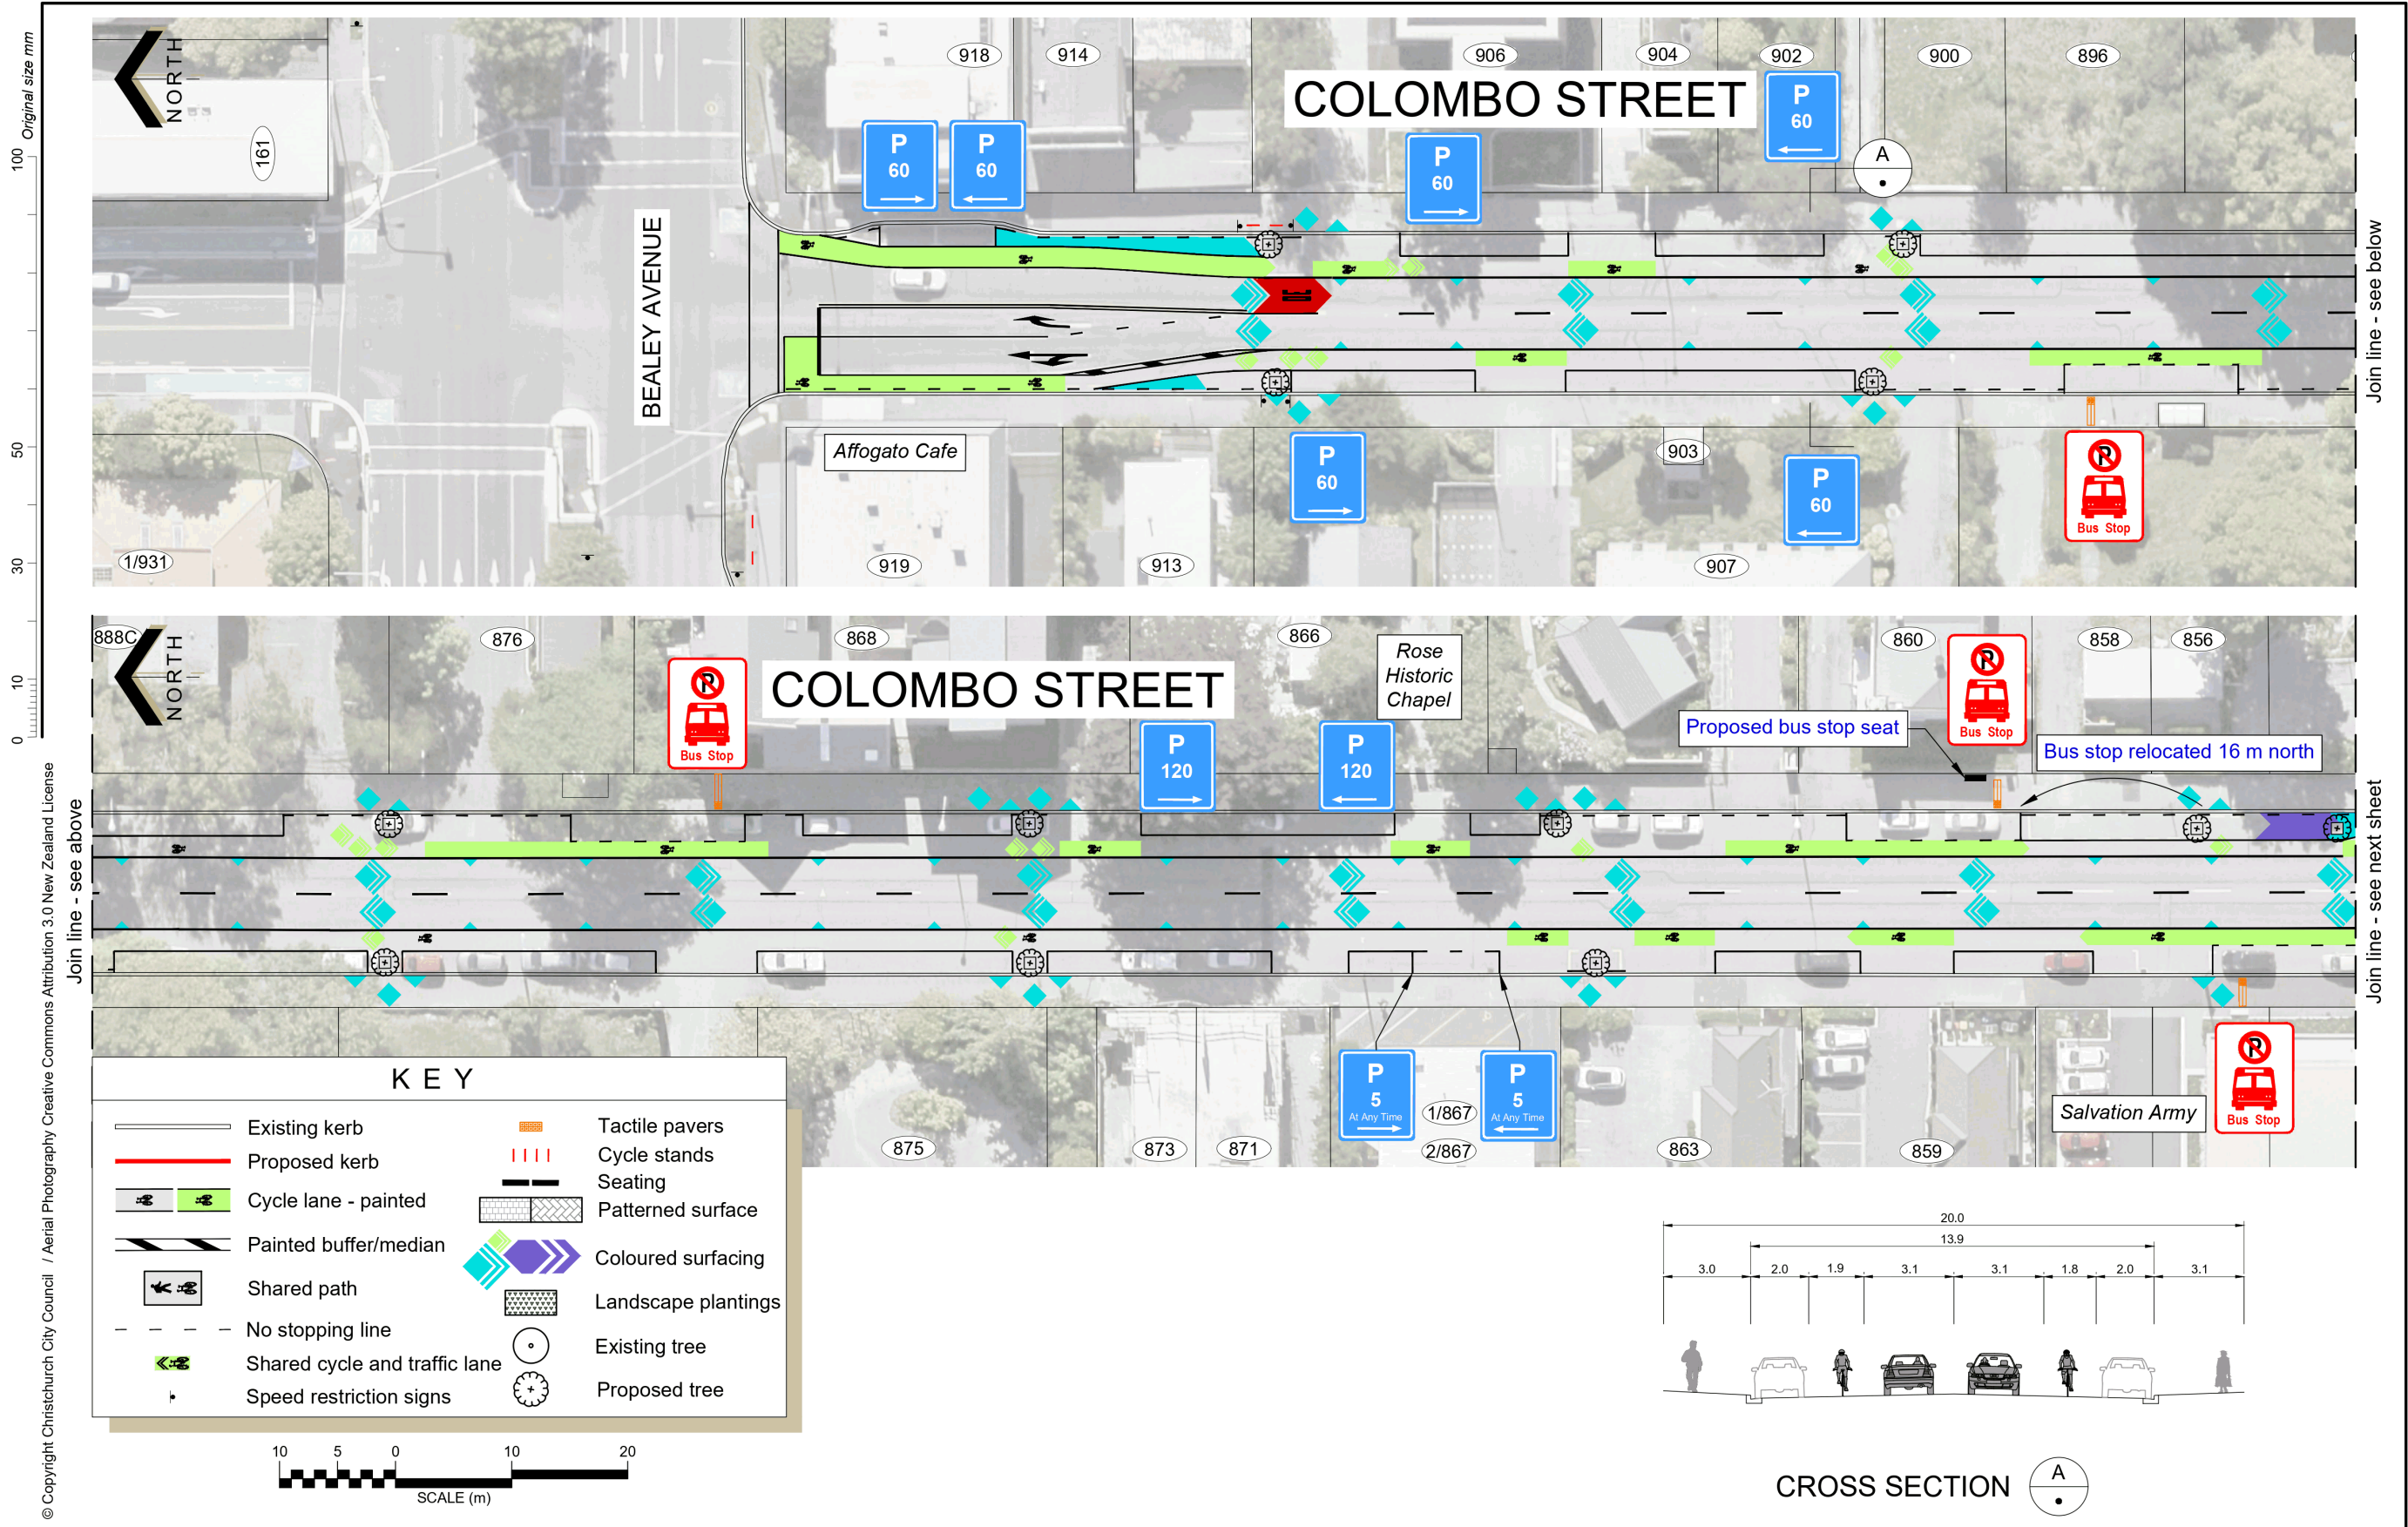 Original size mm
100
50
30
10
0
© Copyright Christchurch City Council / Aerial Photography Creative Commons Attribution 3.0 New Zealand License
NORTH
161
918
914
906
904
902
900
896
COLOMBO STREET
P
60
P
60
P
60
P
60
A
BEALEY AVENUE
Join line - see below
Affogato Cafe
P
60
903
P
60
P
Bus Stop
1/931
919
913
907
888C
NORTH
876
868
866
860
858
856
P
Bus Stop
COLOMBO STREET
Rose
Historic
Chapel
P
120
P
120
Proposed bus stop seat
P
Bus Stop
Bus stop relocated 16 m north
Join line - see above
Join line - see next sheet
P
5
At Any Time
P
5
At Any Time
875
873
871
1/867
2/867
863
859
Salvation Army
P
Bus Stop
KEY
Existing kerb
Proposed kerb
Cycle lane - painted
Painted buffer/median
Shared path
No stopping line
Shared cycle and traffic lane
Speed restriction signs
Tactile pavers
Cycle stands
Seating
Patterned surface
Coloured surfacing
Landscape plantings
Existing tree
Proposed tree
10 5 0 10 20
SCALE (m)
20.0
13.9
3.0 2.0 1.9 3.1 3.1 1.8 2.0 3.1
CROSS SECTION A